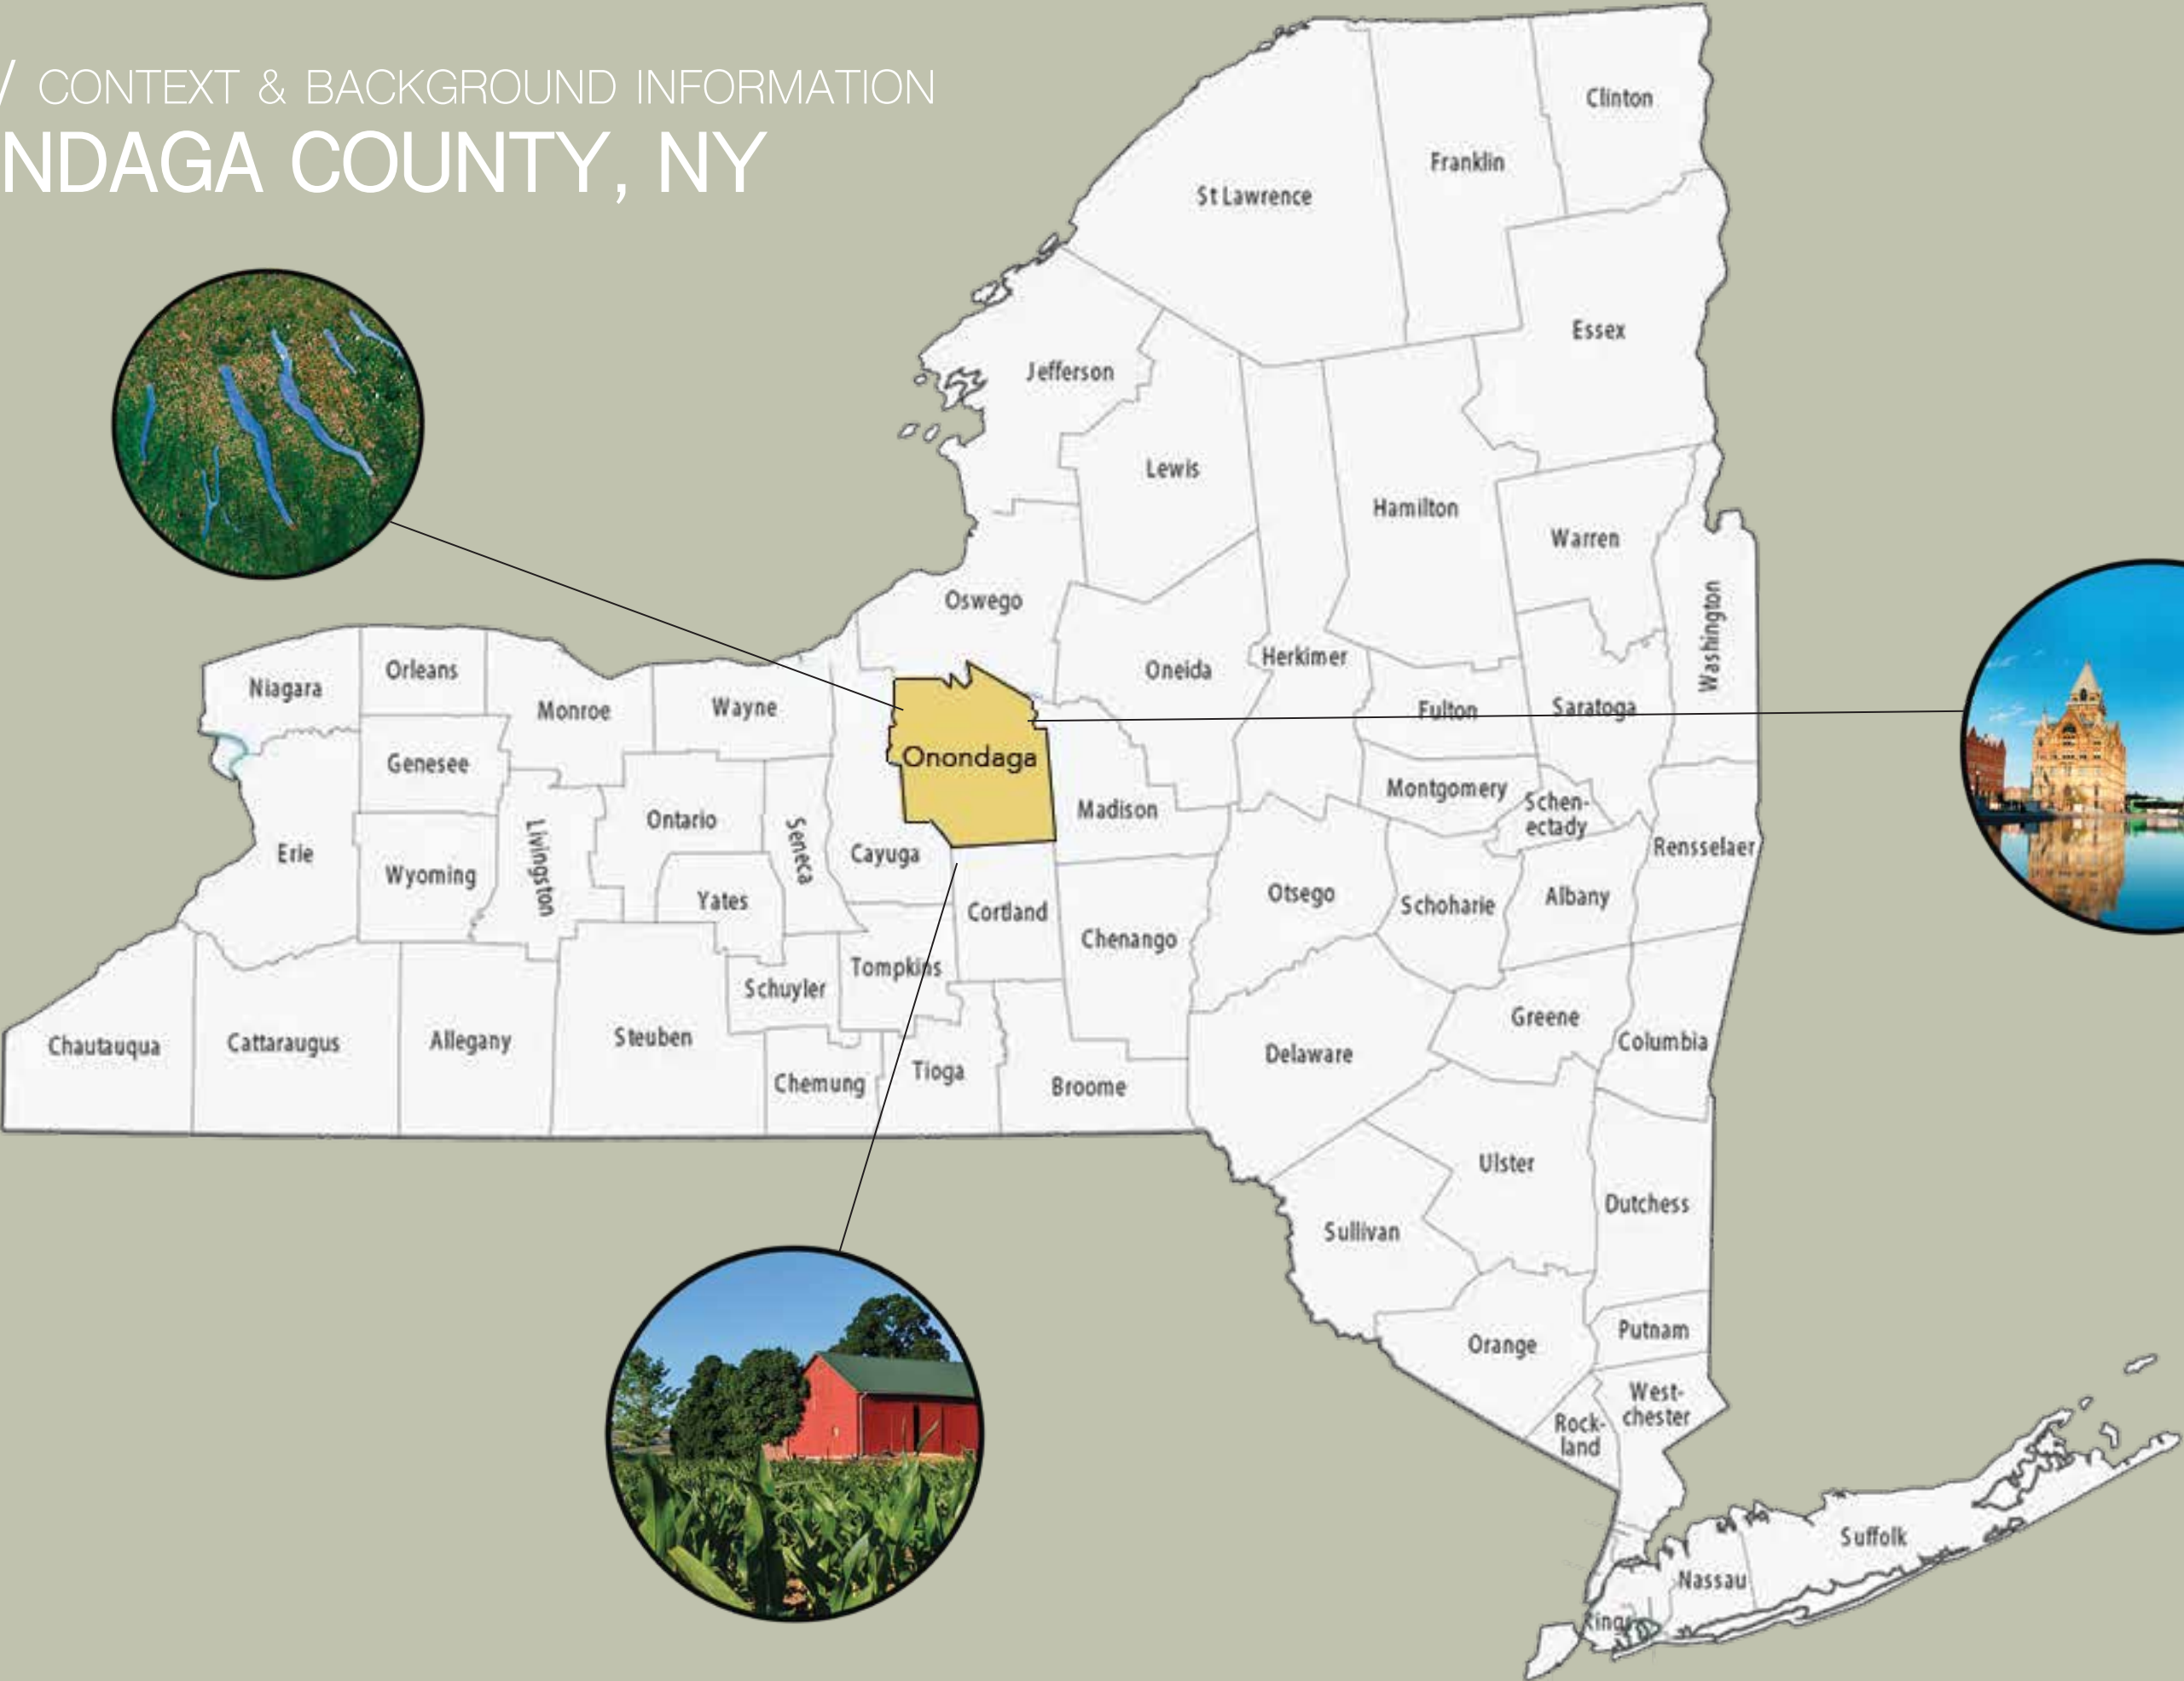 / CONTEXT & BACKGROUND INFORMATION
NDAGA COUNTY, NY
Clinton
Franklin
St Lawrence
Essex
Jefferson
Lewis
Hamilton
Warren
Washington
Oswego
Oneida
Herkimer
Niagara
Orleans
Monroe
Wayne
Fulton
Saratoga
Onondaga
Genesee
Montgomery
Madison
Schen-
ectady
Ontario
Seneca
Livingston
Erie
Cayuga
Rensselaer
Wyoming
Yates
Cortland
Otsego
Schoharie
Albany
Chenango
Tompkins
Schuyler
Greene
Chautauqua
Cattaraugus
Allegany
Steuben
Columbia
Delaware
Chemung
Tioga
Broome
Ulster
Dutchess
Sullivan
Putnam
Orange
West-
chester
Rock-
land
Suffolk
Nassau
Kings